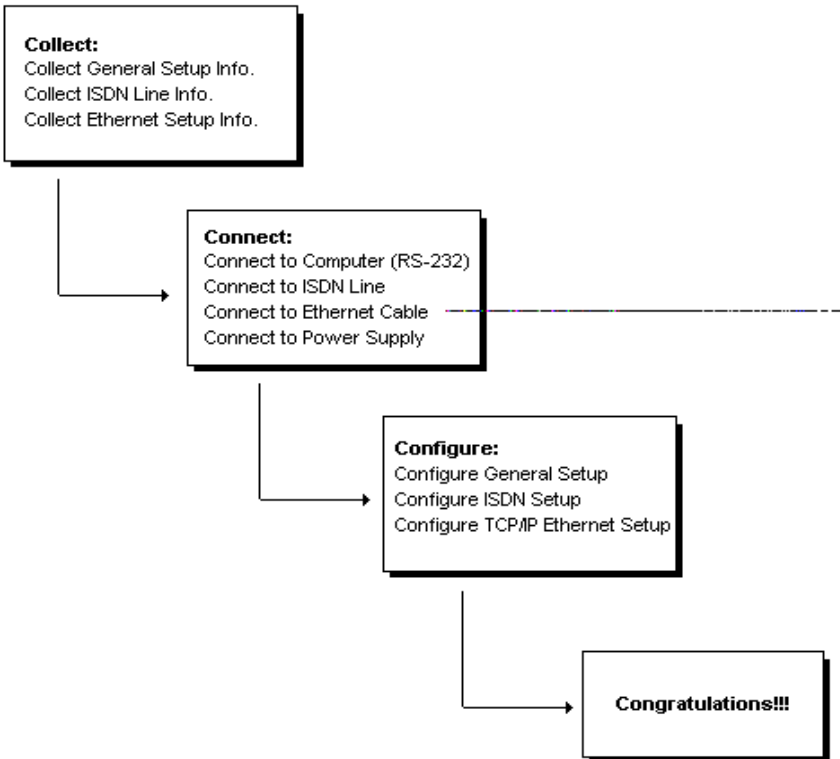 Collect:
Collect General Setup Info.
Collect ISDN Line Info.
Collect Ethernet Setup Info.
Connect:
Connect to Computer (RS-232)
Connect to ISDN Line
Connect to Ethernet Cable
Connect to Power Supply
Configure:
Configure General Setup
Configure ISDN Setup
Configure TCP/IP Ethernet Setup
Congratulations!!!